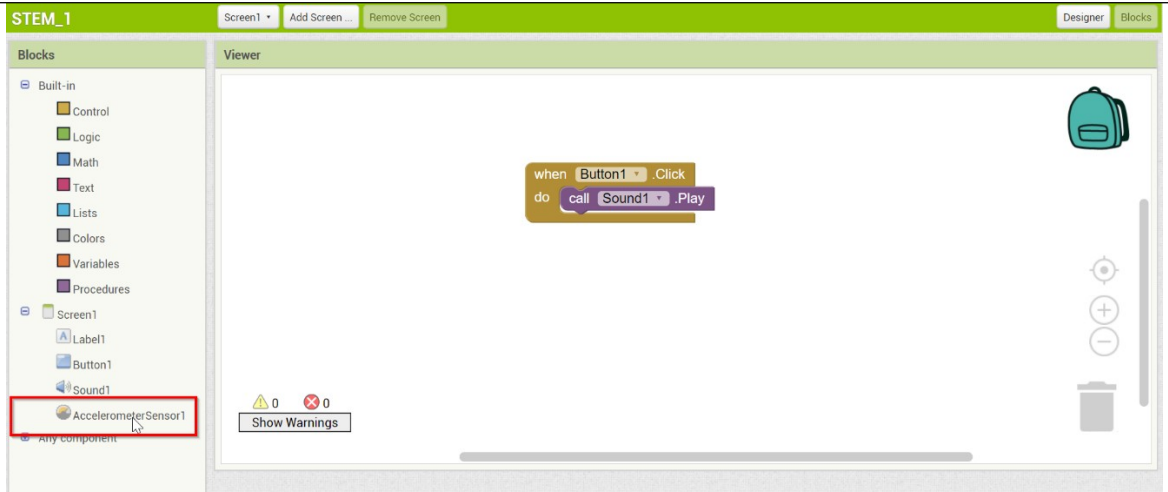 STEM_1
Screen1
Add Screen ...
Remove Screen
Designer
Blocks
Blocks
Viewer
Built-in
Control
Logic
Math
Text
Lists
Colors
Variables
Procedures
Screen1
Label1
Button1
Sound1
AccelerometerSensor1
Any component
when Button1 .Click
do call Sound1 .Play
0 0
Show Warnings